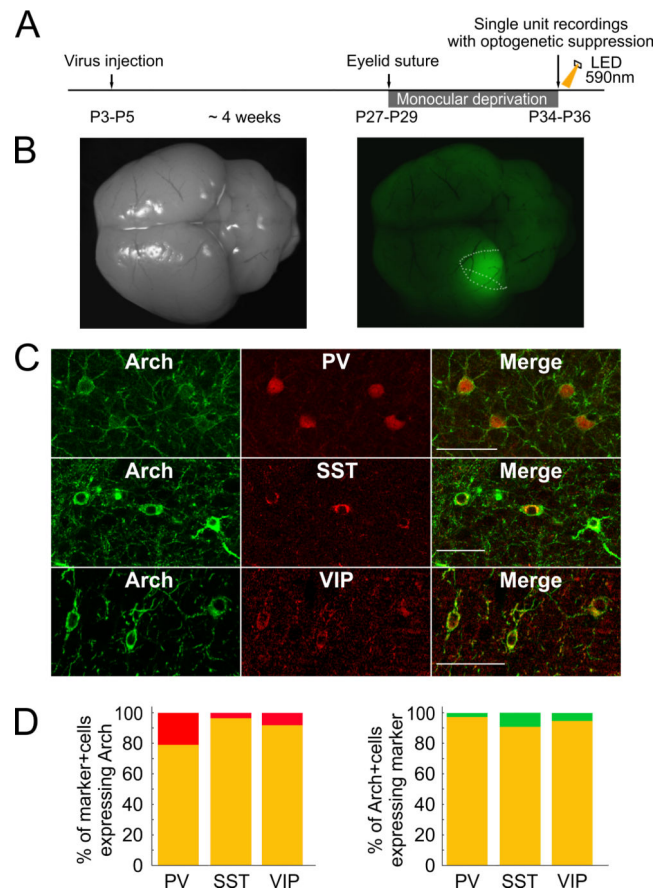 A
Single unit recordings
with optogenetic suppression
Virus injection
Eyelid suture
LED
590nm
Monocular deprivation
P3-P5
~ 4 weeks
P27-P29
P34-P36
B
C
Arch
PV
Merge
Arch
SST
Merge
Arch
VIP
Merge
D
% of marker+cells
expressing Arch
100
80
60
40
20
0
PV
SST
VIP
% of Arch+cells
expressing marker
100
80
60
40
20
0
PV
SST
VIP